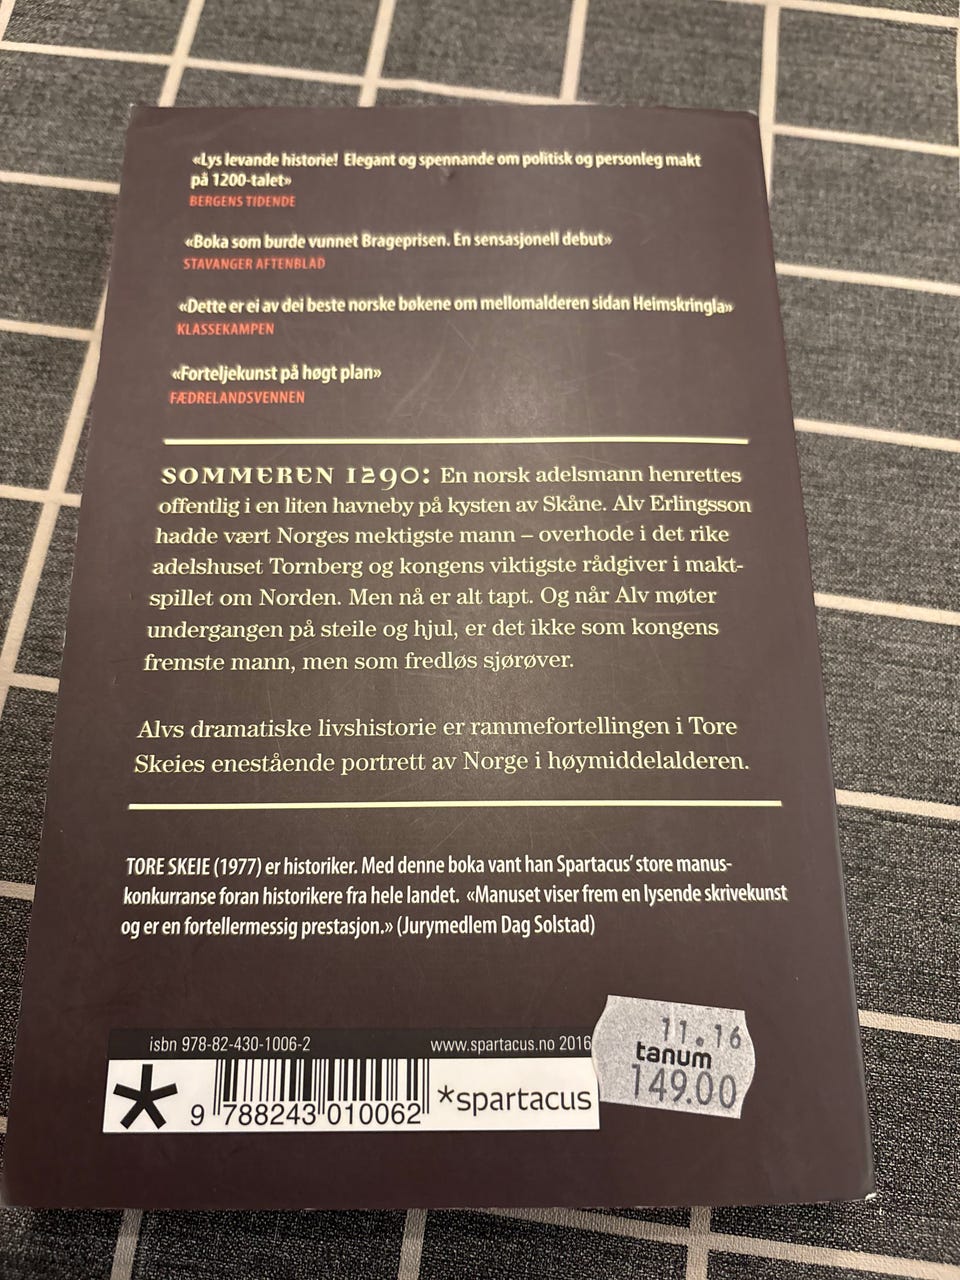 «Lys levande historie! Elegant og spennande om politisk og personleg makt
på 1200-talet»
BERGENS TIDENDE
«Boka som burde vunnet Brageprisen. En sensasjonell debut»
STAVANGER AFTENBLAD
«Dette er ei av dei beste norske bøkene om mellomalderen sidan Heimskringla»
KLASSEKAMPEN
«Forteljekunst på høgt plan»
FÆDRELANDSVENNEN
SOMMEREN 1290: En norsk adelsmann henrettes
offentlig i en liten havneby på kysten av Skåne. Alv Erlingsson
hadde vært Norges mektigste mann – overhode i det rike
adelshuset Tornberg og kongens viktigste rådgiver i makt-
spillet om Norden. Men nå er alt tapt. Og når Alv møter
undergangen på steile og hjul, er det ikke som kongens
fremste mann, men som fredløs sjørøver.
Alvs dramatiske livshistorie er rammefortellingen i Tore
Skeies enestående portrett av Norge i høymiddelalderen.
TORE SKEIE (1977) er historiker. Med denne boka vant han Spartacus' store manus-
konkurranse foran historikere fra hele landet. «Manuset viser frem en lysende skrivekunst
og er en fortellermessig prestasjon.» (Jurymedlem Dag Solstad)
isbn 978-82-430-1006-2 www.spartacus.no 2016
9 788243 010062 *spartacus
11.16
tanum
149.00